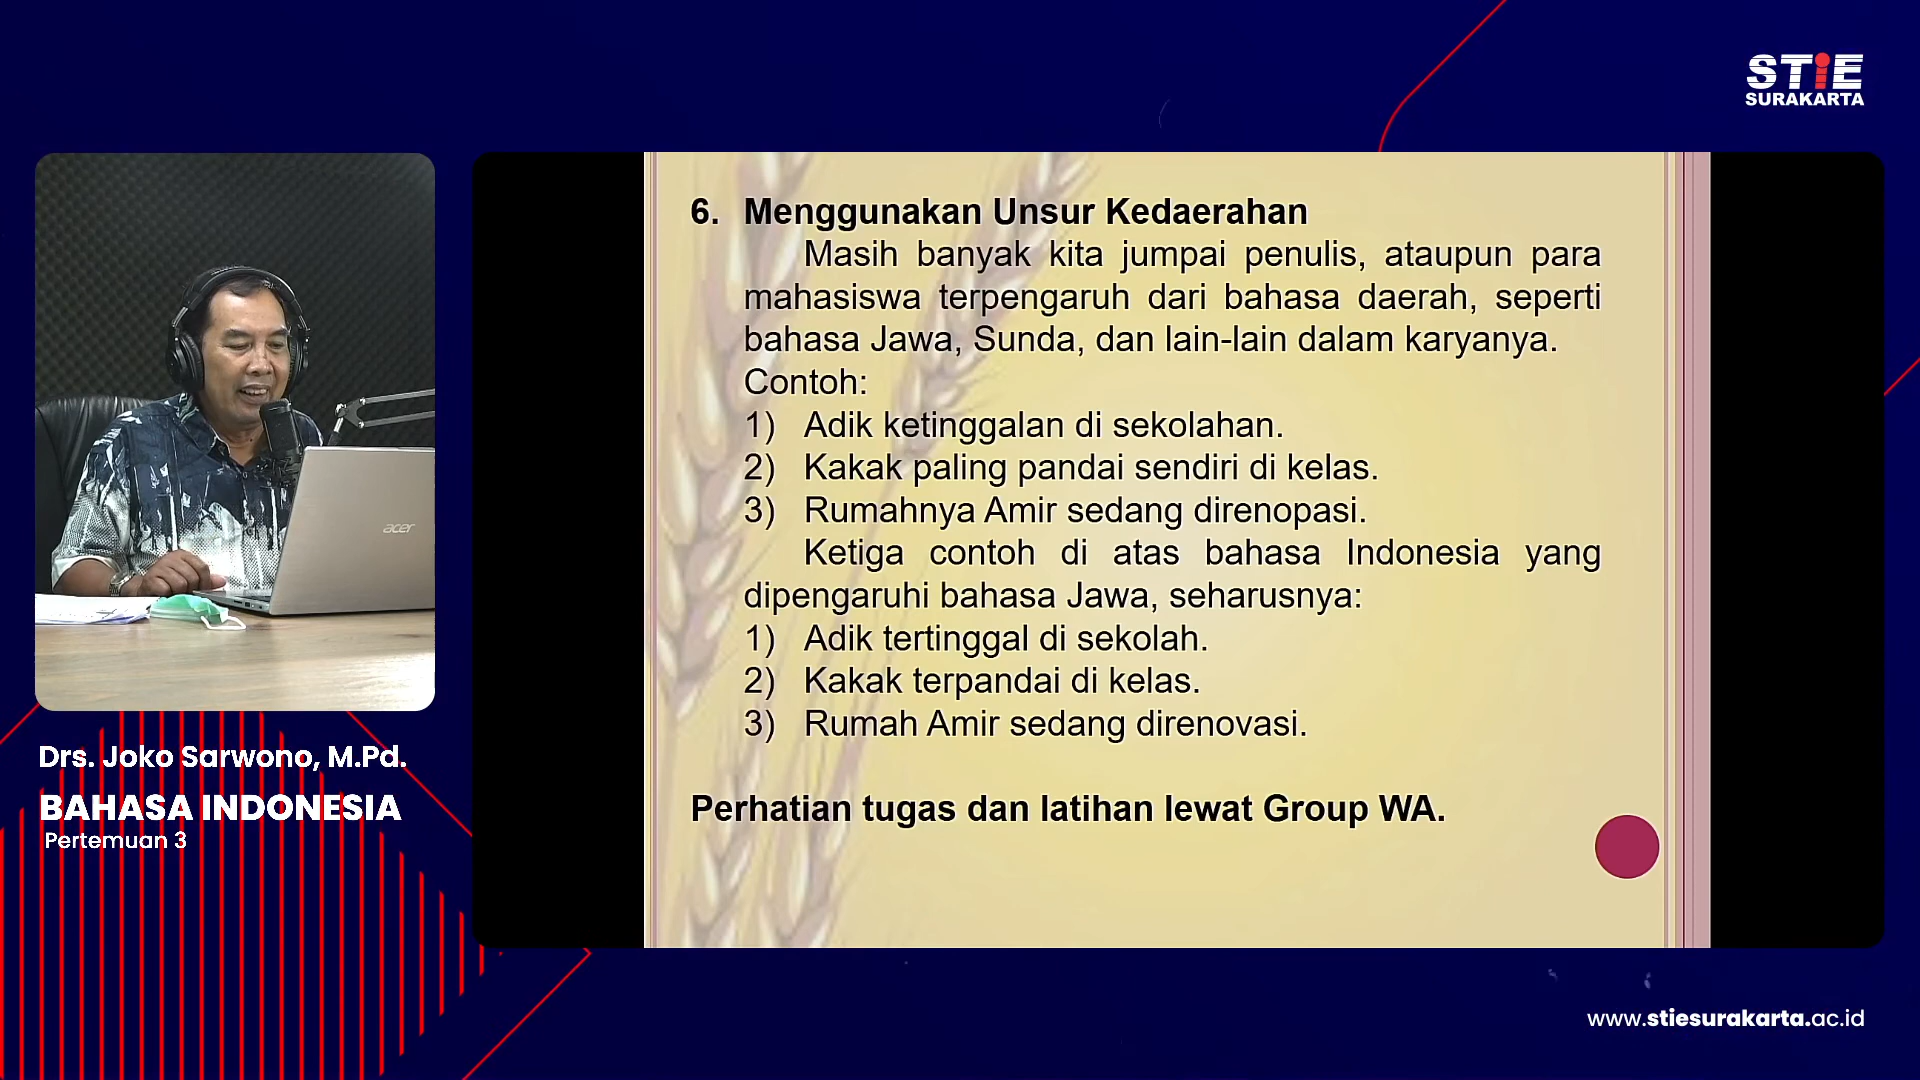 STiE
SURAKARTA
6. Menggunakan Unsur Kedaerahan
Masih banyak kita jumpai penulis, ataupun para
mahasiswa terpengaruh dari bahasa daerah, seperti
bahasa Jawa, Sunda, dan lain-lain dalam karyanya.
Contoh:
1) Adik ketinggalan di sekolahan.
2) Kakak paling pandai sendiri di kelas.
3) Rumahnya Amir sedang direnopasi.
Ketiga contoh di atas bahasa Indonesia yang
dipengaruhi bahasa Jawa, seharusnya:
1) Adik tertinggal di sekolah.
2) Kakak terpandai di kelas.
3) Rumah Amir sedang direnovasi.
Perhatian tugas dan latihan lewat Group WA.
acer
Drs. Joko Sarwono, M.Pd.
BAHASA INDONESIA
Pertemuan 3
www.stiesurakarta.ac.id